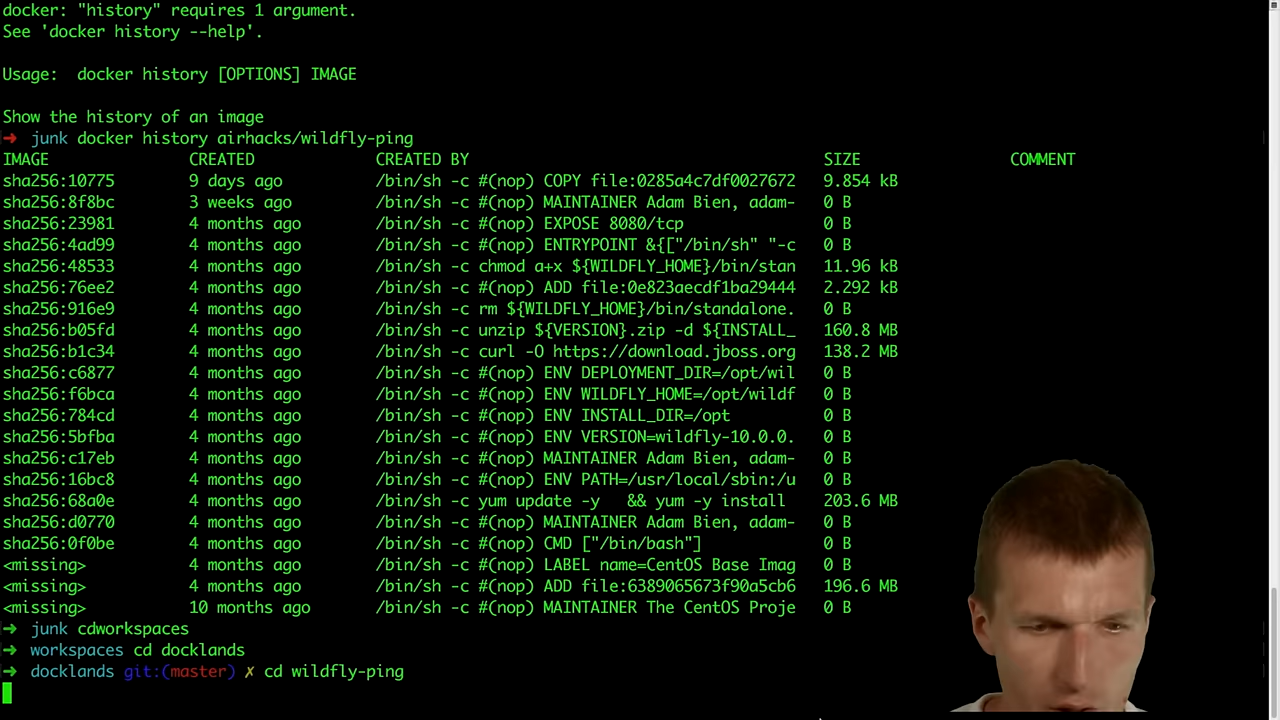 docker: "history" requires 1 argument.
See 'docker history --help'.
Usage:  docker history [OPTIONS] IMAGE
Show the history of an image
➜  junk docker history airhacks/wildfly-ping
IMAGE               CREATED             CREATED BY                                      SIZE                COMMENT
sha256:10775        9 days ago          /bin/sh -c #(nop) COPY file:0285a4c7df0027672   9.854 kB
sha256:8f8bc        3 weeks ago         /bin/sh -c #(nop) MAINTAINER Adam Bien, adam-   0 B
sha256:23981        4 months ago        /bin/sh -c #(nop) EXPOSE 8080/tcp               0 B
sha256:4ad99        4 months ago        /bin/sh -c #(nop) ENTRYPOINT &{["/bin/sh" "-c   0 B
sha256:48533        4 months ago        /bin/sh -c chmod a+x ${WILDFLY_HOME}/bin/stan   11.96 kB
sha256:76ee2        4 months ago        /bin/sh -c #(nop) ADD file:0e823aecdf1ba29444   2.292 kB
sha256:916e9        4 months ago        /bin/sh -c rm ${WILDFLY_HOME}/bin/standalone.   0 B
sha256:b05fd        4 months ago        /bin/sh -c unzip ${VERSION}.zip -d ${INSTALL_   160.8 MB
sha256:b1c34        4 months ago        /bin/sh -c curl -O https://download.jboss.org   138.2 MB
sha256:c6877        4 months ago        /bin/sh -c #(nop) ENV DEPLOYMENT_DIR=/opt/wil   0 B
sha256:f6bca        4 months ago        /bin/sh -c #(nop) ENV WILDFLY_HOME=/opt/wildf   0 B
sha256:784cd        4 months ago        /bin/sh -c #(nop) ENV INSTALL_DIR=/opt          0 B
sha256:5bfba        4 months ago        /bin/sh -c #(nop) ENV VERSION=wildfly-10.0.0.   0 B
sha256:c17eb        4 months ago        /bin/sh -c #(nop) MAINTAINER Adam Bien, adam-   0 B
sha256:16bc8        4 months ago        /bin/sh -c #(nop) ENV PATH=/usr/local/sbin:/u   0 B
sha256:68a0e        4 months ago        /bin/sh -c yum update -y   && yum -y install    203.6 MB
sha256:d0770        4 months ago        /bin/sh -c #(nop) MAINTAINER Adam Bien, adam-   0 B
sha256:0f0be        4 months ago        /bin/sh -c #(nop) CMD ["/bin/bash"]             0 B
<missing>           4 months ago        /bin/sh -c #(nop) LABEL name=CentOS Base Imag   0 B
<missing>           4 months ago        /bin/sh -c #(nop) ADD file:6389065673f90a5cb6   196.6 MB
<missing>           10 months ago       /bin/sh -c #(nop) MAINTAINER The CentOS Proje   0 B
➜  junk cdworkspaces
➜  workspaces cd docklands
➜  docklands git:(master) ✗ cd wildfly-ping